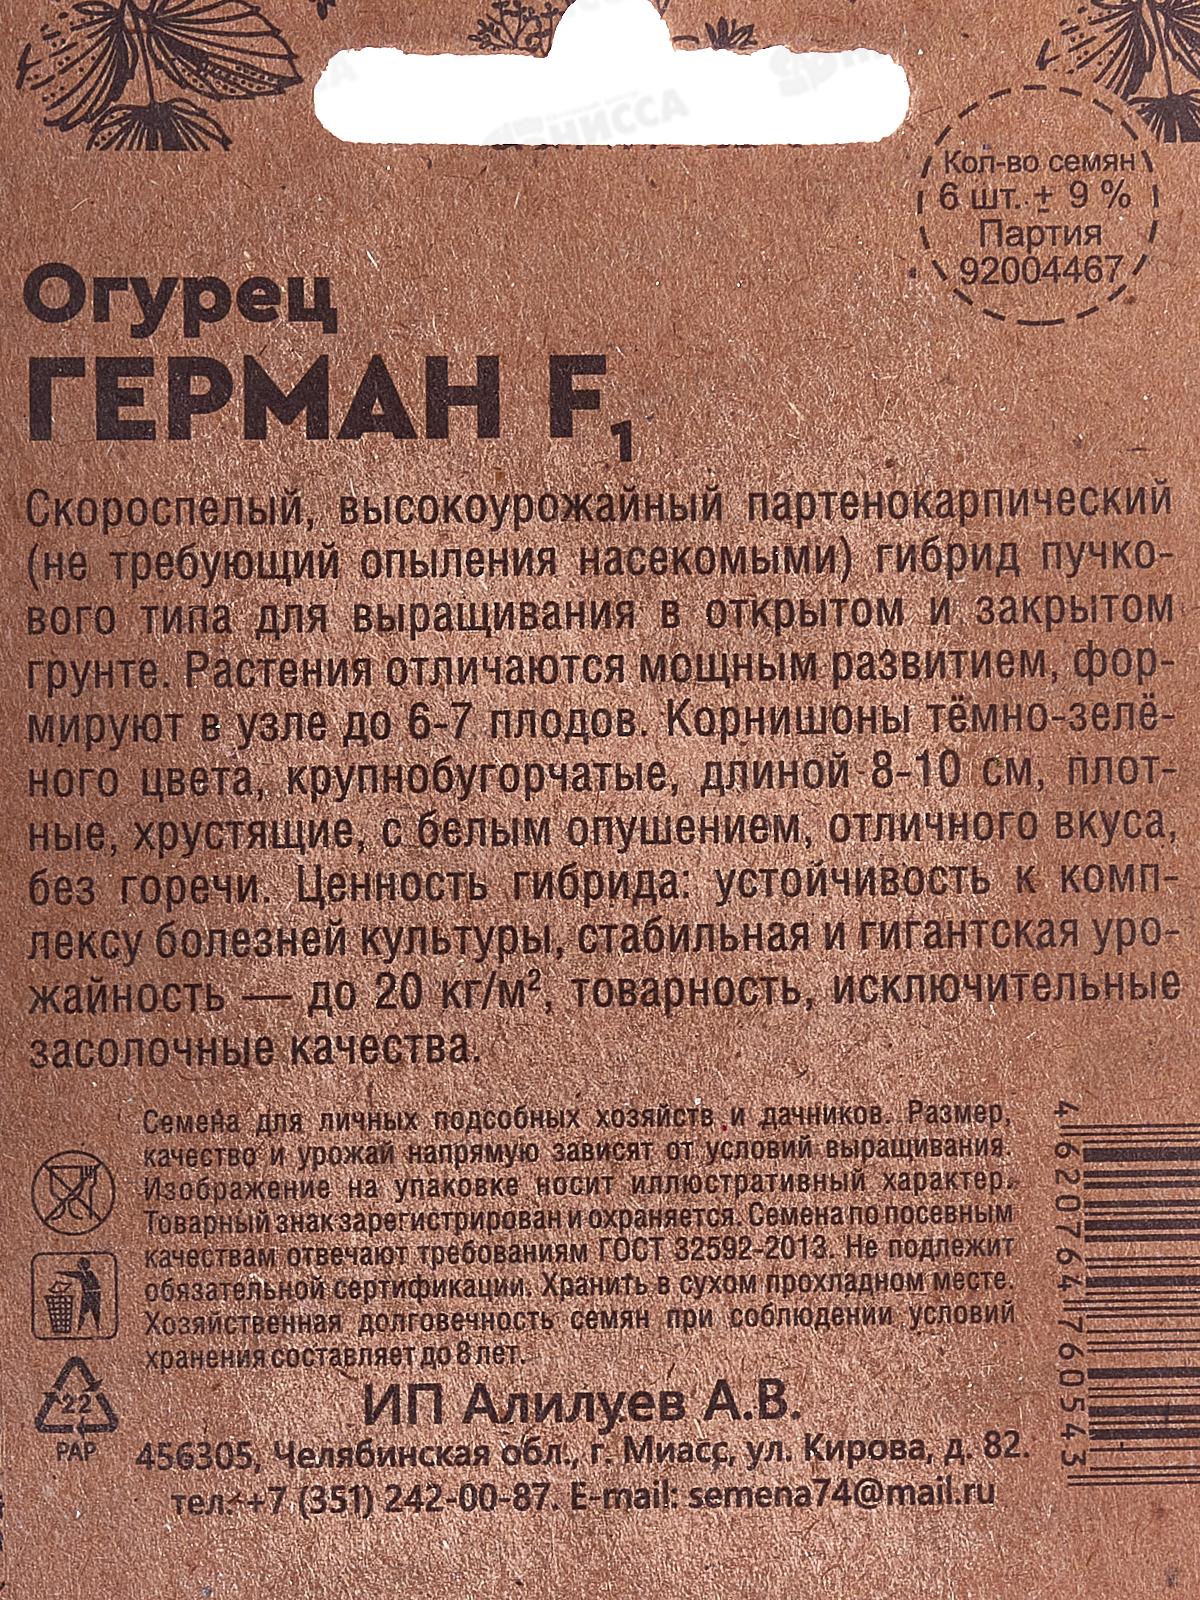 Кол-во семян
6 шт. ± 9 %
Партия
92004467
Огурец
ГЕРМАН F₁
Скороспелый, высокоурожайный партенокарпический
(не требующий опыления насекомыми) гибрид пучко-
вого типа для выращивания в открытом и закрытом
грунте. Растения отличаются мощным развитием, фор-
мируют в узле до 6-7 плодов. Корнишоны тёмно-зелё-
ного цвета, крупнобугорчатые, длиной 8-10 см, плот-
ные, хрустящие, с белым опушением, отличного вкуса,
без горечи. Ценность гибрида: устойчивость к комп-
лексу болезней культуры, стабильная и гигантская уро-
жайность — до 20 кг/м², товарность, исключительные
засолочные качества.
Семена для личных подсобных хозяйств и дачников. Размер,
качество и урожай напрямую зависят от условий выращивания.
Изображение на упаковке носит иллюстративный характер.
Товарный знак зарегистрирован и охраняется. Семена по посевным
качествам отвечают требованиям ГОСТ 32592-2013. Не подлежит
обязательной сертификации. Хранить в сухом прохладном месте.
Хозяйственная долговечность семян при соблюдении условий
хранения составляет до 8 лет.
22
PAP
ИП Алилуев А.В.
456305, Челябинская обл., г. Миасс, ул. Кирова, д. 82.
тел.: +7 (351) 242-00-87. E-mail: semena74@mail.ru
4 620764 760543